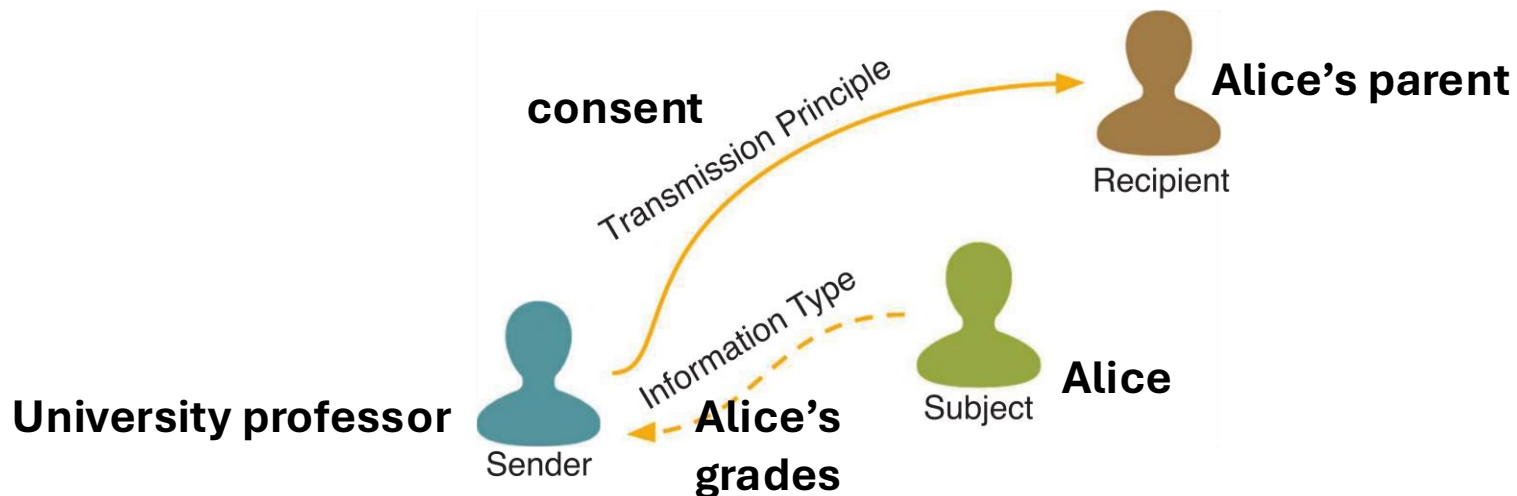 consent
Transmission Principle
Alice’s parent
Recipient
Information Type
Alice
Subject
University professor
Alice’s
grades
Sender